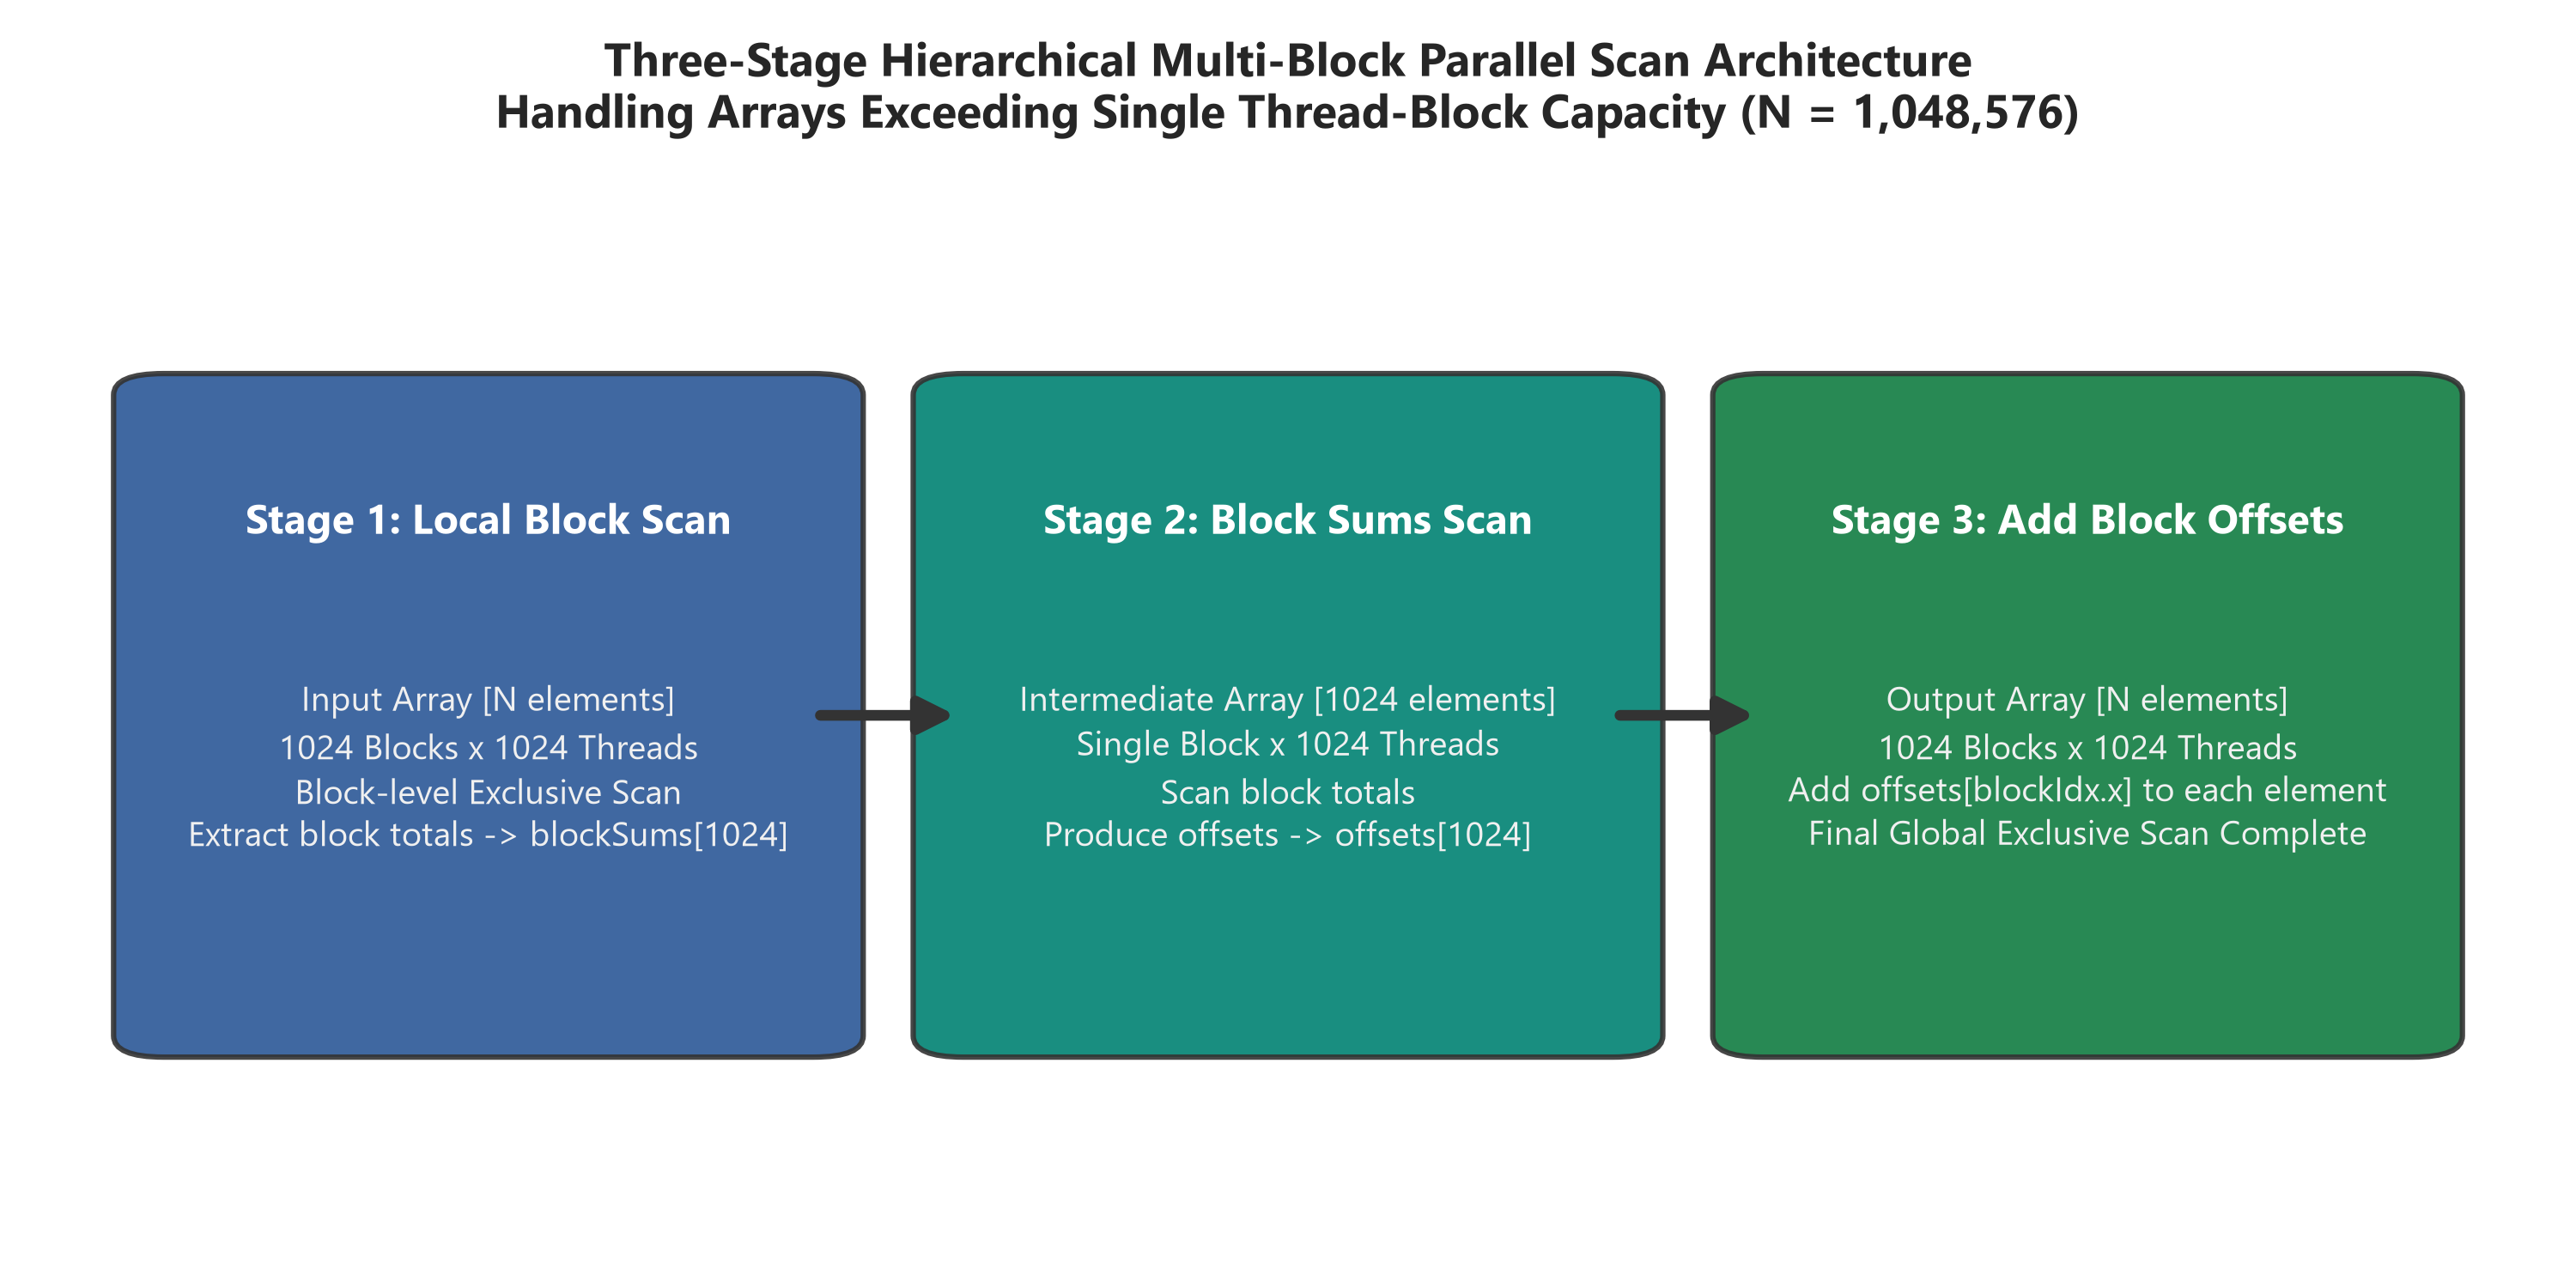 Three-Stage Hierarchical Multi-Block Parallel Scan Architecture
Handling Arrays Exceeding Single Thread-Block Capacity (N = 1,048,576)
Stage 1: Local Block Scan
Input Array [N elements]
1024 Blocks x 1024 Threads
Block-level Exclusive Scan
Extract block totals -> blockSums[1024]
Stage 2: Block Sums Scan
Intermediate Array [1024 elements]
Single Block x 1024 Threads
Scan block totals
Produce offsets -> offsets[1024]
Stage 3: Add Block Offsets
Output Array [N elements]
1024 Blocks x 1024 Threads
Add offsets[blockIdx.x] to each element
Final Global Exclusive Scan Complete